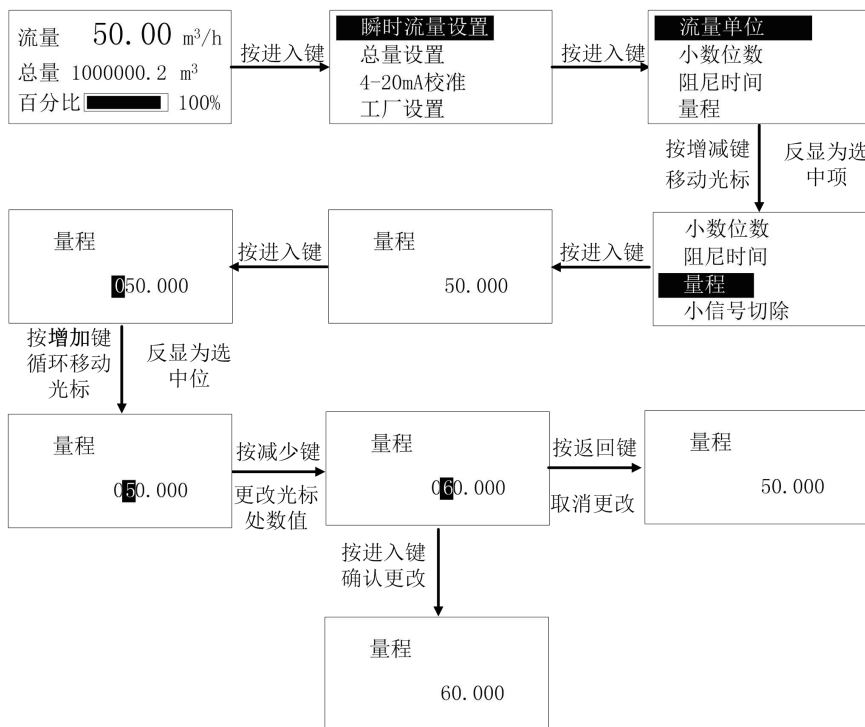 流量 50.00 m³/h
总量 1000000.2 m³
百分比 100%
按进入键
瞬时流量设置
总量设置
4-20mA校准
工厂设置
按进入键
流量单位
小数位数
阻尼时间
量程
按增减键
移动光标
反显为选
中项
小数位数
阻尼时间
量程
小信号切除
按进入键
量程
50.000
按进入键
量程
050.000
按增加键
循环移动
光标
反显为选
中位
量程
050.000
按减少键
更改光标
处数值
量程
060.000
按返回键
取消更改
量程
50.000
按进入键
确认更改
量程
60.000